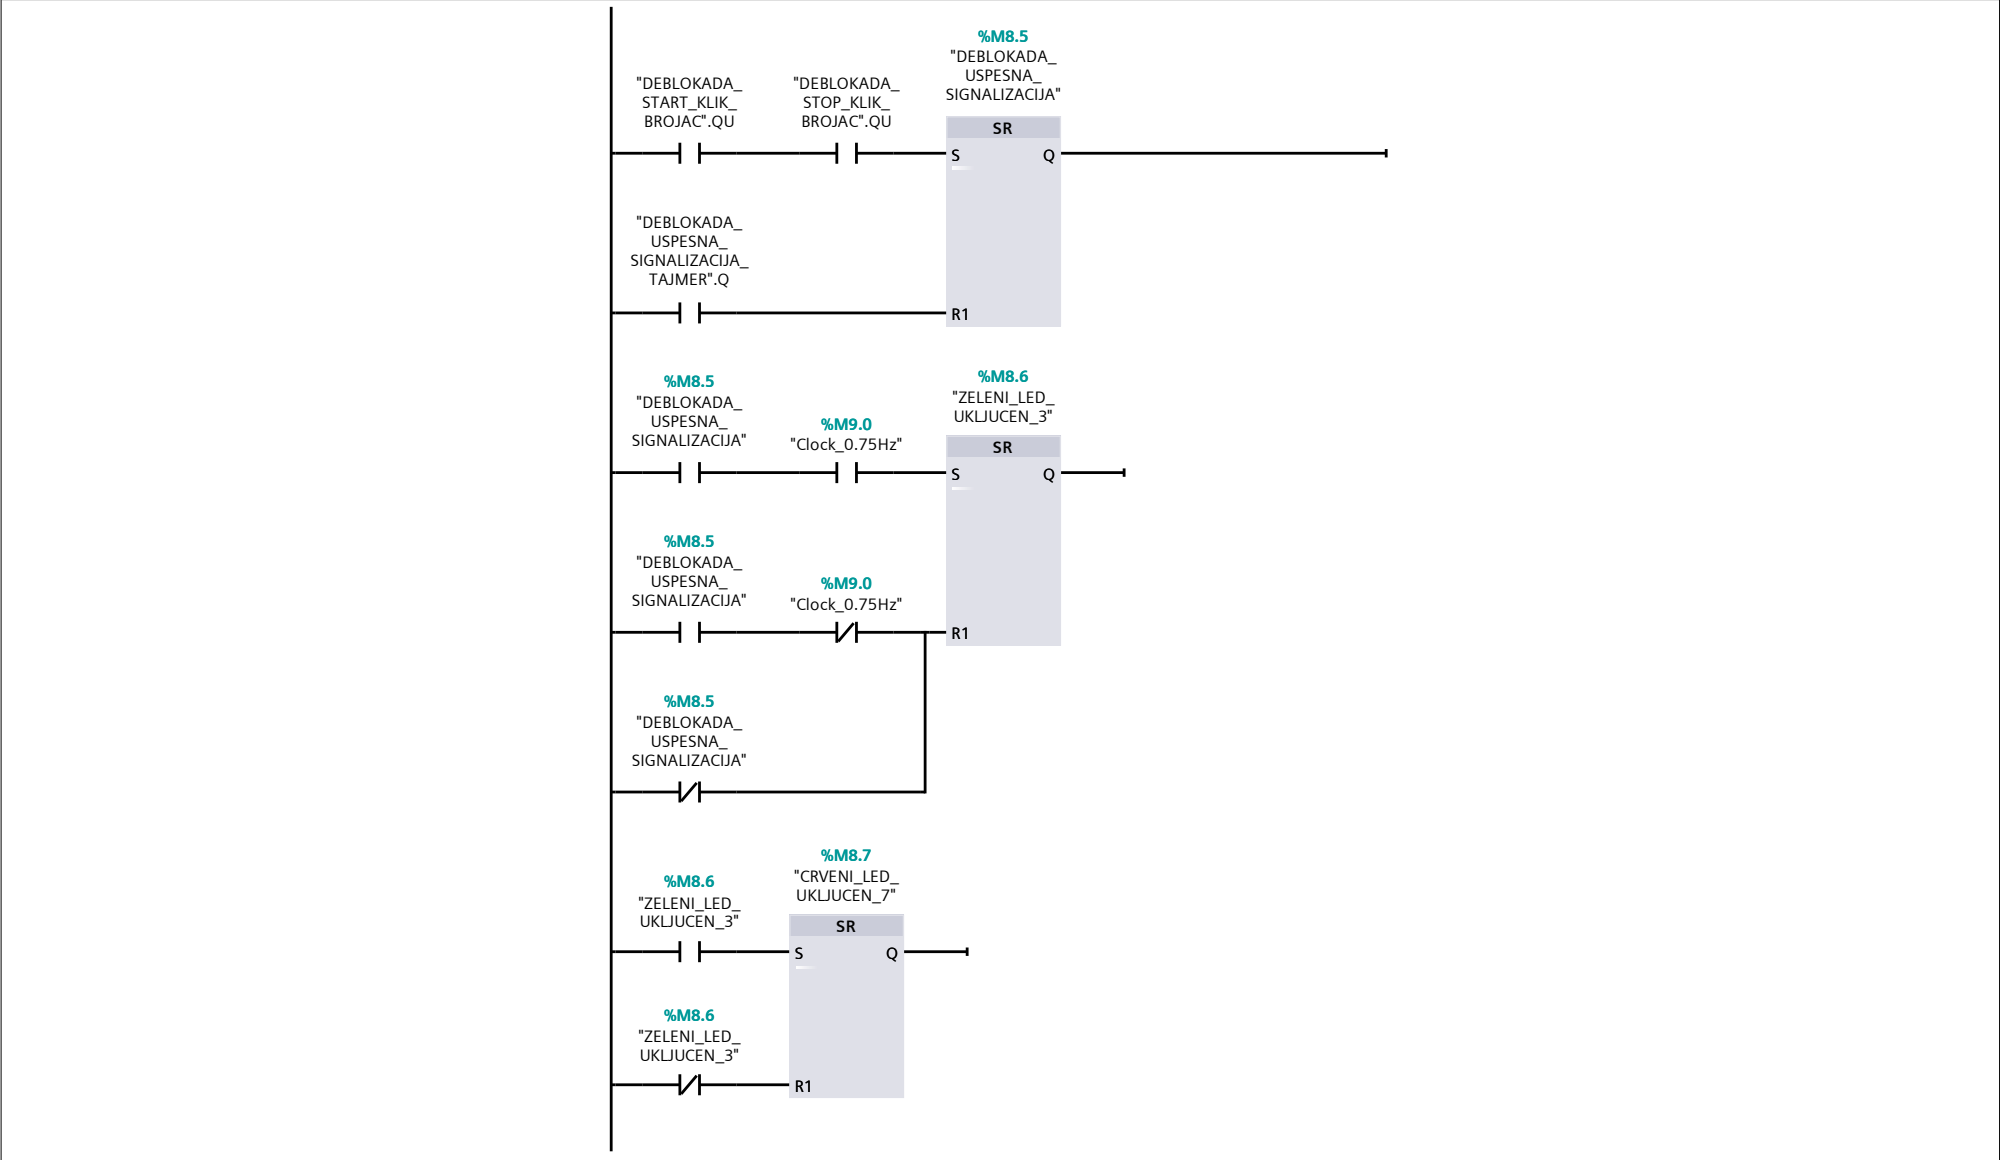 %M8.5
"DEBLOKADA_
USPESNA_
SIGNALIZACIJA"
"DEBLOKADA_
START_KLIK_
BROJAC".QU
"DEBLOKADA_
STOP_KLIK_
BROJAC".QU
SR
S
Q
"DEBLOKADA_
USPESNA_
SIGNALIZACIJA_
TAJMER".Q
R1
%M8.5
"DEBLOKADA_
USPESNA_
SIGNALIZACIJA"
%M9.0
"Clock_0.75Hz"
%M8.6
"ZELENI_LED_
UKLJUCEN_3"
SR
S
Q
%M8.5
"DEBLOKADA_
USPESNA_
SIGNALIZACIJA"
%M9.0
"Clock_0.75Hz"
R1
%M8.5
"DEBLOKADA_
USPESNA_
SIGNALIZACIJA"
%M8.6
"ZELENI_LED_
UKLJUCEN_3"
%M8.7
"CRVENI_LED_
UKLJUCEN_7"
SR
S
Q
%M8.6
"ZELENI_LED_
UKLJUCEN_3"
R1